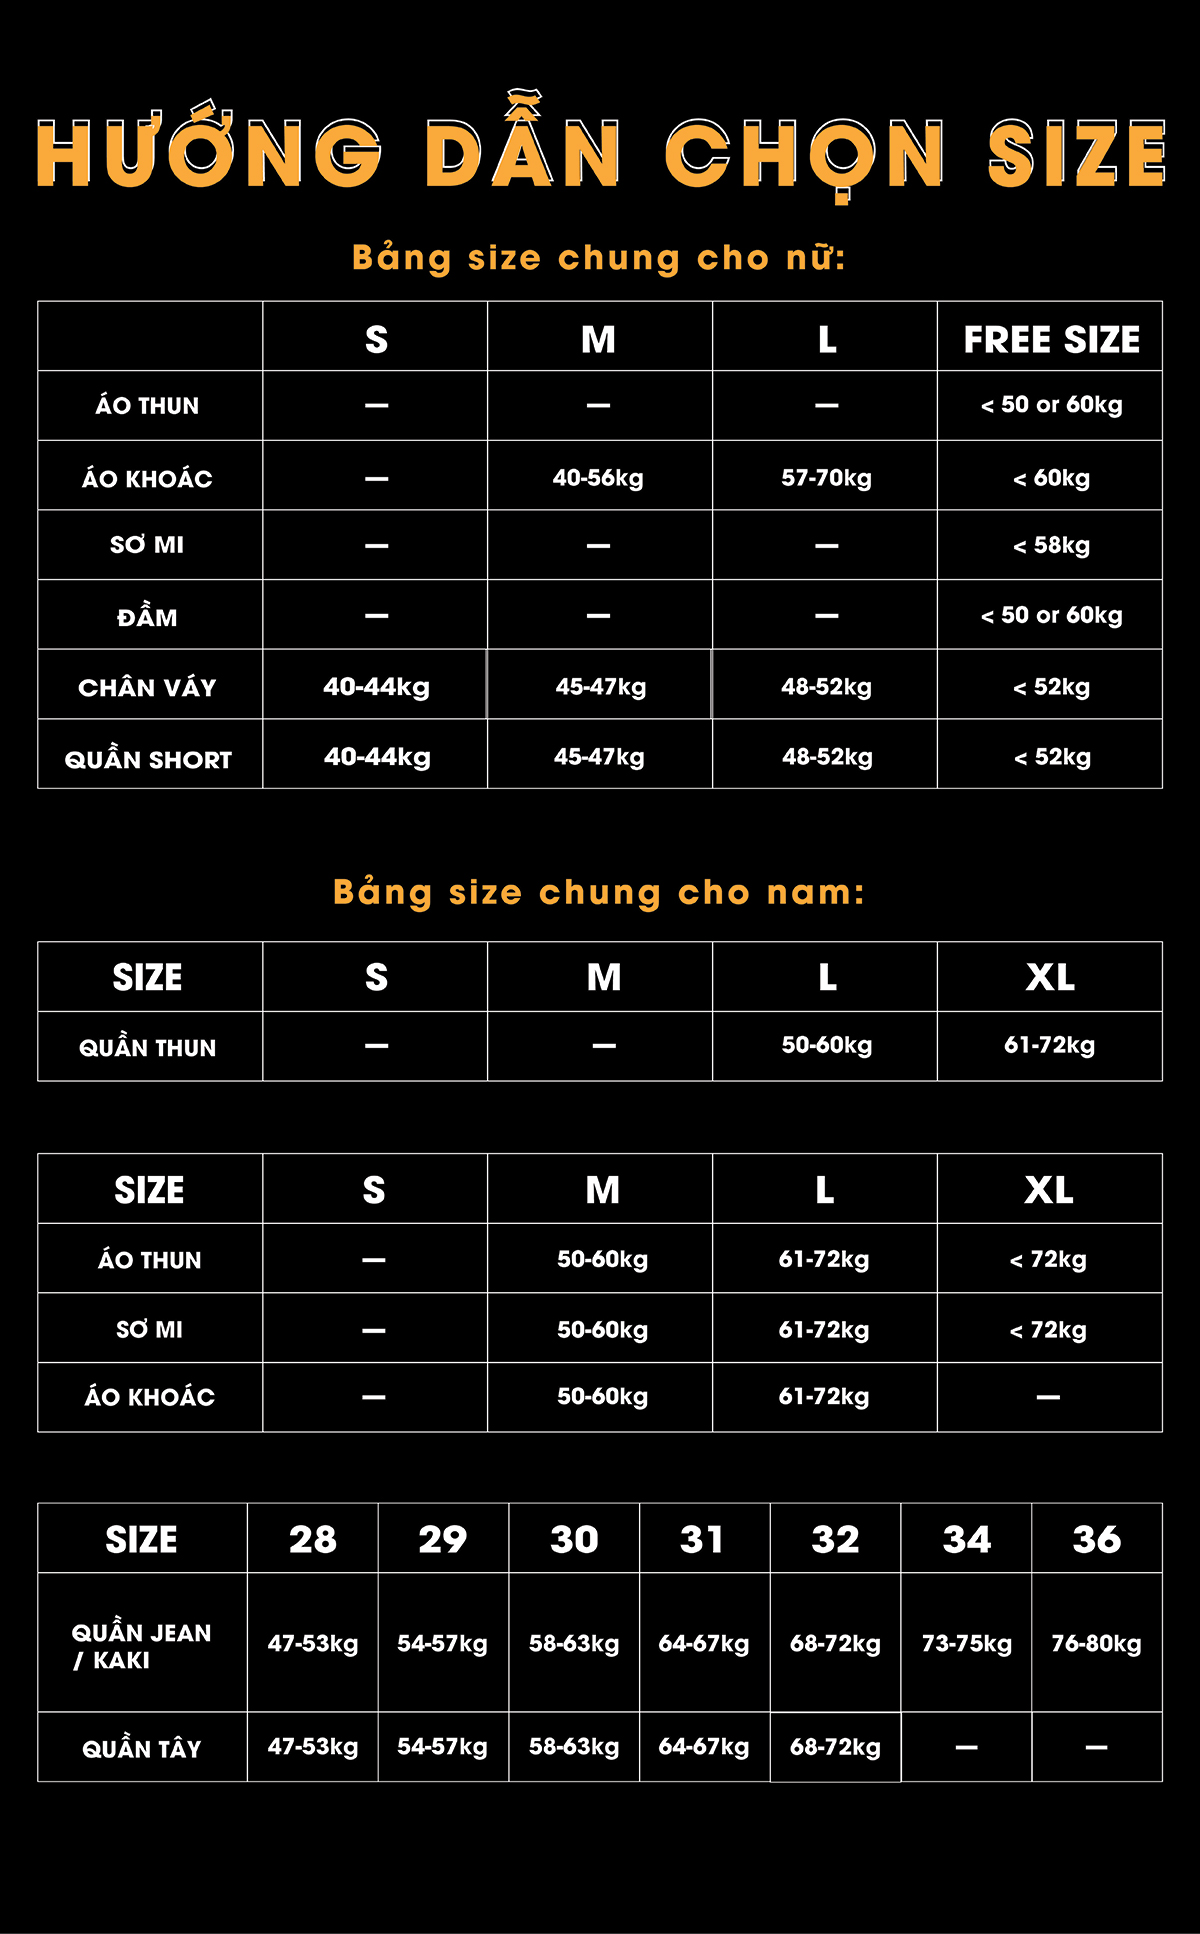 HƯỚNG DẪN CHỌN SIZE
Bảng size chung cho nữ:
S M L FREE SIZE
ÁO THUN — — — < 50 or 60kg
ÁO KHOÁC — 40-56kg 57-70kg < 60kg
SƠ MI — — — < 58kg
ĐẦM — — — < 50 or 60kg
CHÂN VÁY 40-44kg 45-47kg 48-52kg < 52kg
QUẦN SHORT 40-44kg 45-47kg 48-52kg < 52kg
Bảng size chung cho nam:
SIZE S M L XL
QUẦN THUN — — 50-60kg 61-72kg
SIZE S M L XL
ÁO THUN — 50-60kg 61-72kg < 72kg
SƠ MI — 50-60kg 61-72kg < 72kg
ÁO KHOÁC — 50-60kg 61-72kg —
SIZE 28 29 30 31 32 34 36
QUẦN JEAN
/ KAKI 47-53kg 54-57kg 58-63kg 64-67kg 68-72kg 73-75kg 76-80kg
QUẦN TÂY 47-53kg 54-57kg 58-63kg 64-67kg 68-72kg — —